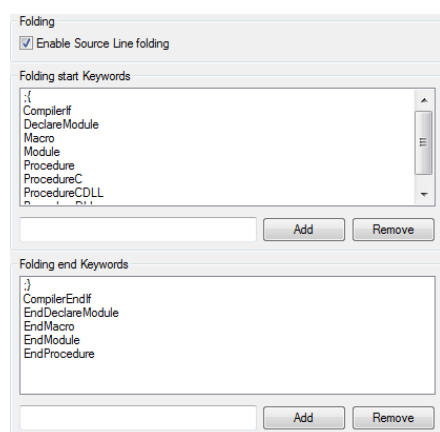 Folding
Enable Source Line folding
Folding start Keywords
;{
CompilerIf
DeclareModule
Macro
Module
Procedure
ProcedureC
ProcedureCDLL
Add Remove
Folding end Keywords
;}
CompilerEndIf
EndDeclareModule
EndMacro
EndModule
EndProcedure
Add Remove